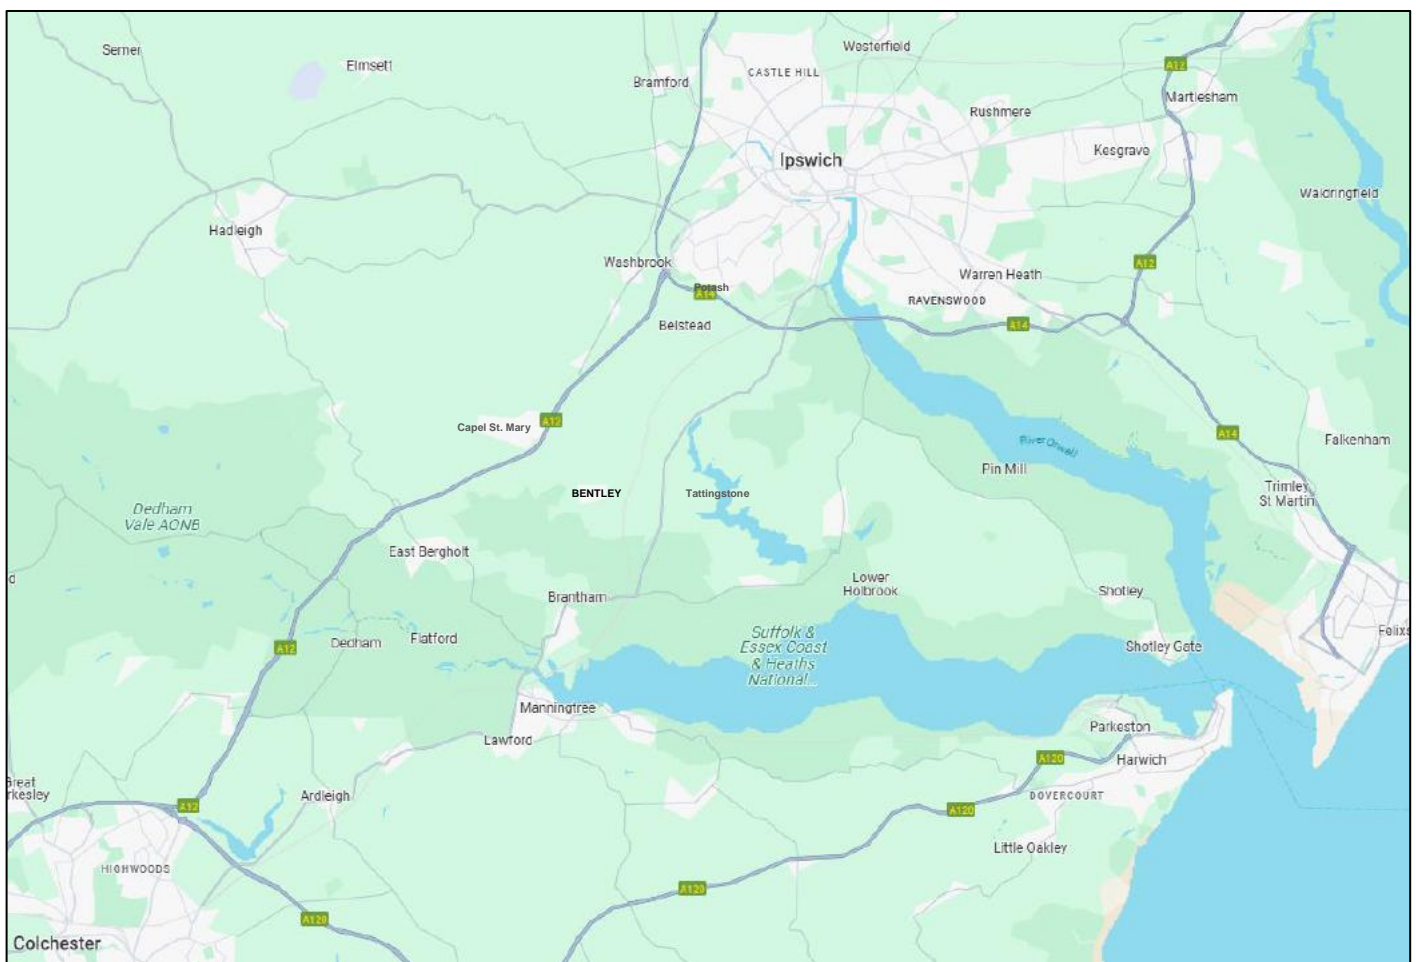 Semer
Elmsett
Westerfield
CASTLE HILL
Bramford
A12
Martlesham
Rushmere
Kesgrave
Ipswich
Waldringfield
Hadleigh
Washbrook
A12
Warren Heath
Potash
A14
RAVENSWOOD
Belstead
A14
Capel St. Mary
A12
A14
River Orwell
Falkenham
Pin Mill
BENTLEY
Tattingstone
Trimley
St Martin
Dedham
Vale AONB
East Bergholt
Lower
Holbrook
Brantham
Shotley
Felixs
Suffolk &
Essex Coast
& Heaths
National...
Flatford
Dedham
A12
Shotley Gate
Manningtree
Parkeston
Lawford
A120
Harwich
Great
rkesley
Ardleigh
DOVERCOURT
A12
A120
Little Oakley
HIGHWOODS
A120
A120
Colchester